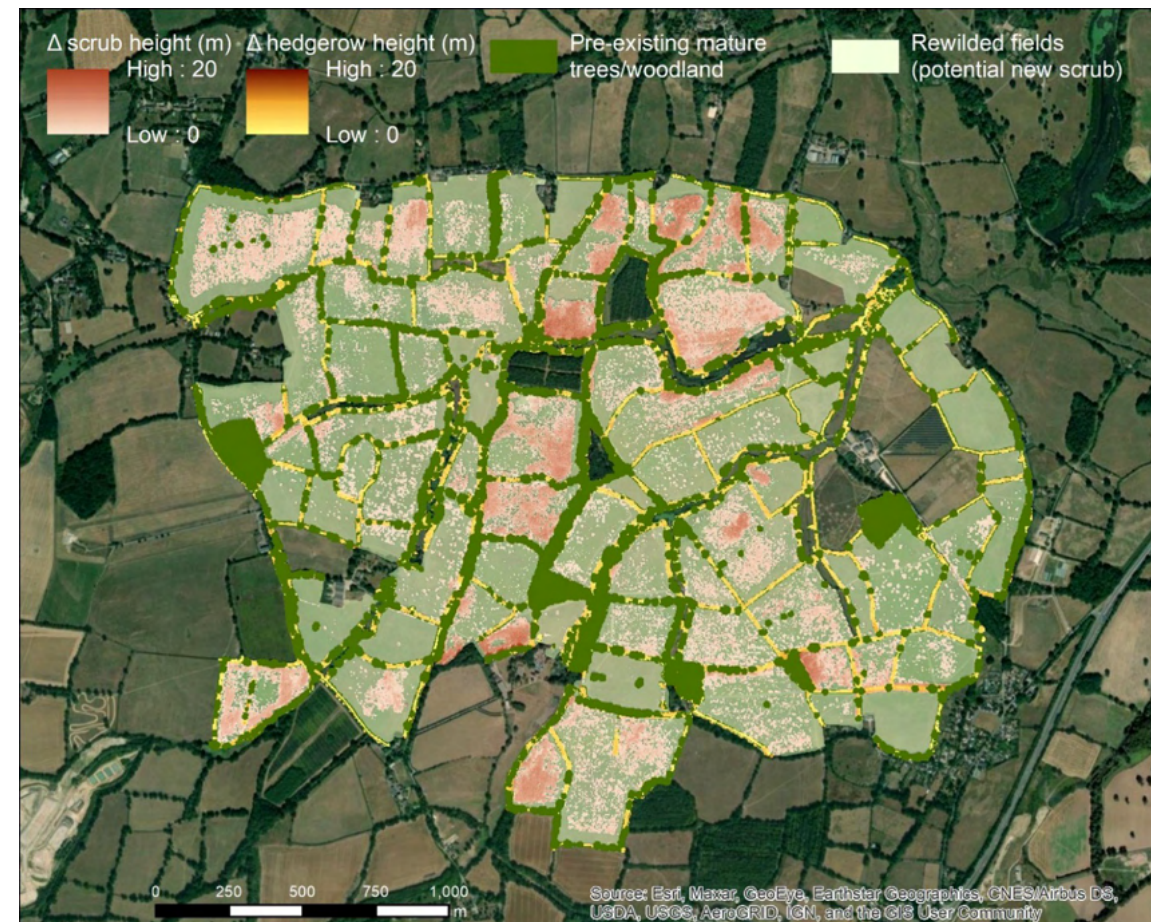 Δ scrub height (m)
High : 20
Low : 0
Δ hedgerow height (m)
High : 20
Low : 0
Pre-existing mature
trees/woodland
Rewilded fields
(potential new scrub)
0 250 500 750 1,000
m
Source: Esri, Maxar, GeoEye, Earthstar Geographics, CNES/Airbus DS,
USDA, USGS, AeroGRID, IGN, and the GIS User Community